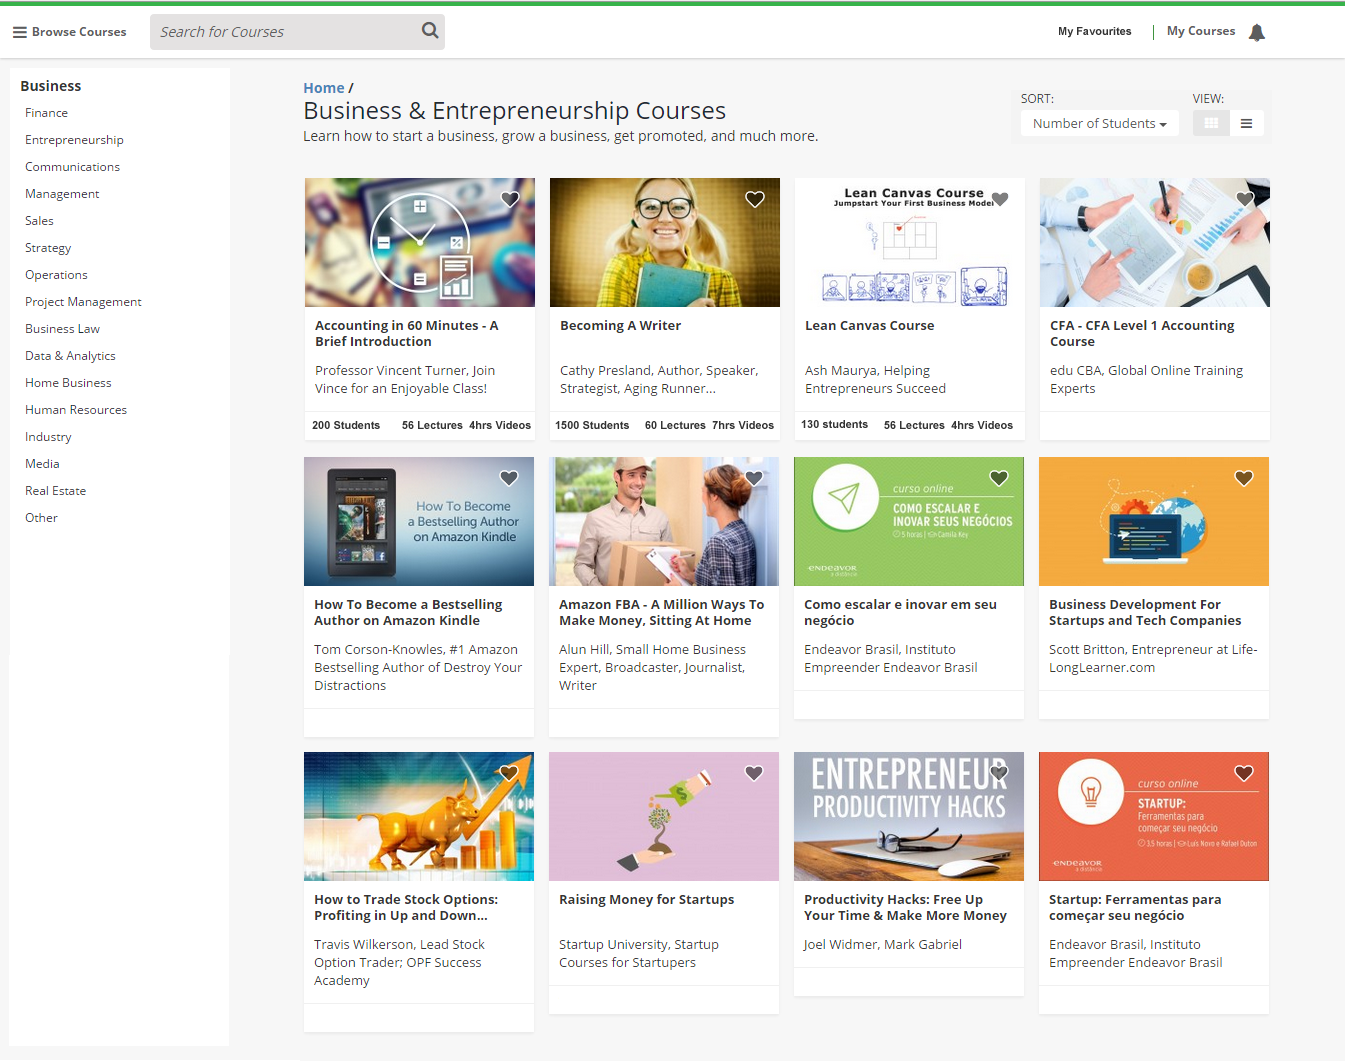 Browse Courses
Search for Courses
My Favourites | My Courses
Business
Finance
Entrepreneurship
Communications
Management
Sales
Strategy
Operations
Project Management
Business Law
Data & Analytics
Home Business
Human Resources
Industry
Media
Real Estate
Other
Home /
Business & Entrepreneurship Courses
Learn how to start a business, grow a business, get promoted, and much more.
SORT:
Number of Students
VIEW:
Accounting in 60 Minutes - A
Brief Introduction
Professor Vincent Turner, Join
Vince for an Enjoyable Class!
200 Students 56 Lectures 4hrs Videos
Becoming A Writer
Cathy Presland, Author, Speaker,
Strategist, Aging Runner...
1500 Students 60 Lectures 7hrs Videos
Lean Canvas Course
Jumpstart Your First Business Model
Lean Canvas Course
Ash Maurya, Helping
Entrepreneurs Succeed
130 students 56 Lectures 4hrs Videos
CFA - CFA Level 1 Accounting
Course
edu CBA, Global Online Training
Experts
How To Become
a Bestselling Author
on Amazon Kindle
How To Become a Bestselling
Author on Amazon Kindle
Tom Corson-Knowles, #1 Amazon
Bestselling Author of Destroy Your
Distractions
Amazon FBA - A Million Ways To
Make Money, Sitting At Home
Alun Hill, Small Home Business
Expert, Broadcaster, Journalist,
Writer
curso online
COMO ESCALAR E
INOVAR SEUS NEGÓCIOS
5 horas | Camila Key
ENDEAVOR
a distância
Como escalar e inovar em seu
negócio
Endeavor Brasil, Instituto
Empreender Endeavor Brasil
Business Development For
Startups and Tech Companies
Scott Britton, Entrepreneur at Life-
LongLearner.com
How to Trade Stock Options:
Profiting in Up and Down...
Travis Wilkerson, Lead Stock
Option Trader; OPF Success
Academy
$
Raising Money for Startups
Startup University, Startup
Courses for Startupers
ENTREPRENEUR
PRODUCTIVITY HACKS
Productivity Hacks: Free Up
Your Time & Make More Money
Joel Widmer, Mark Gabriel
curso online
STARTUP:
Ferramentas para
começar seu negócio
3,5 horas | Luís Novo e Rafael Duton
ENDEAVOR
a distância
Startup: Ferramentas para
começar seu negócio
Endeavor Brasil, Instituto
Empreender Endeavor Brasil